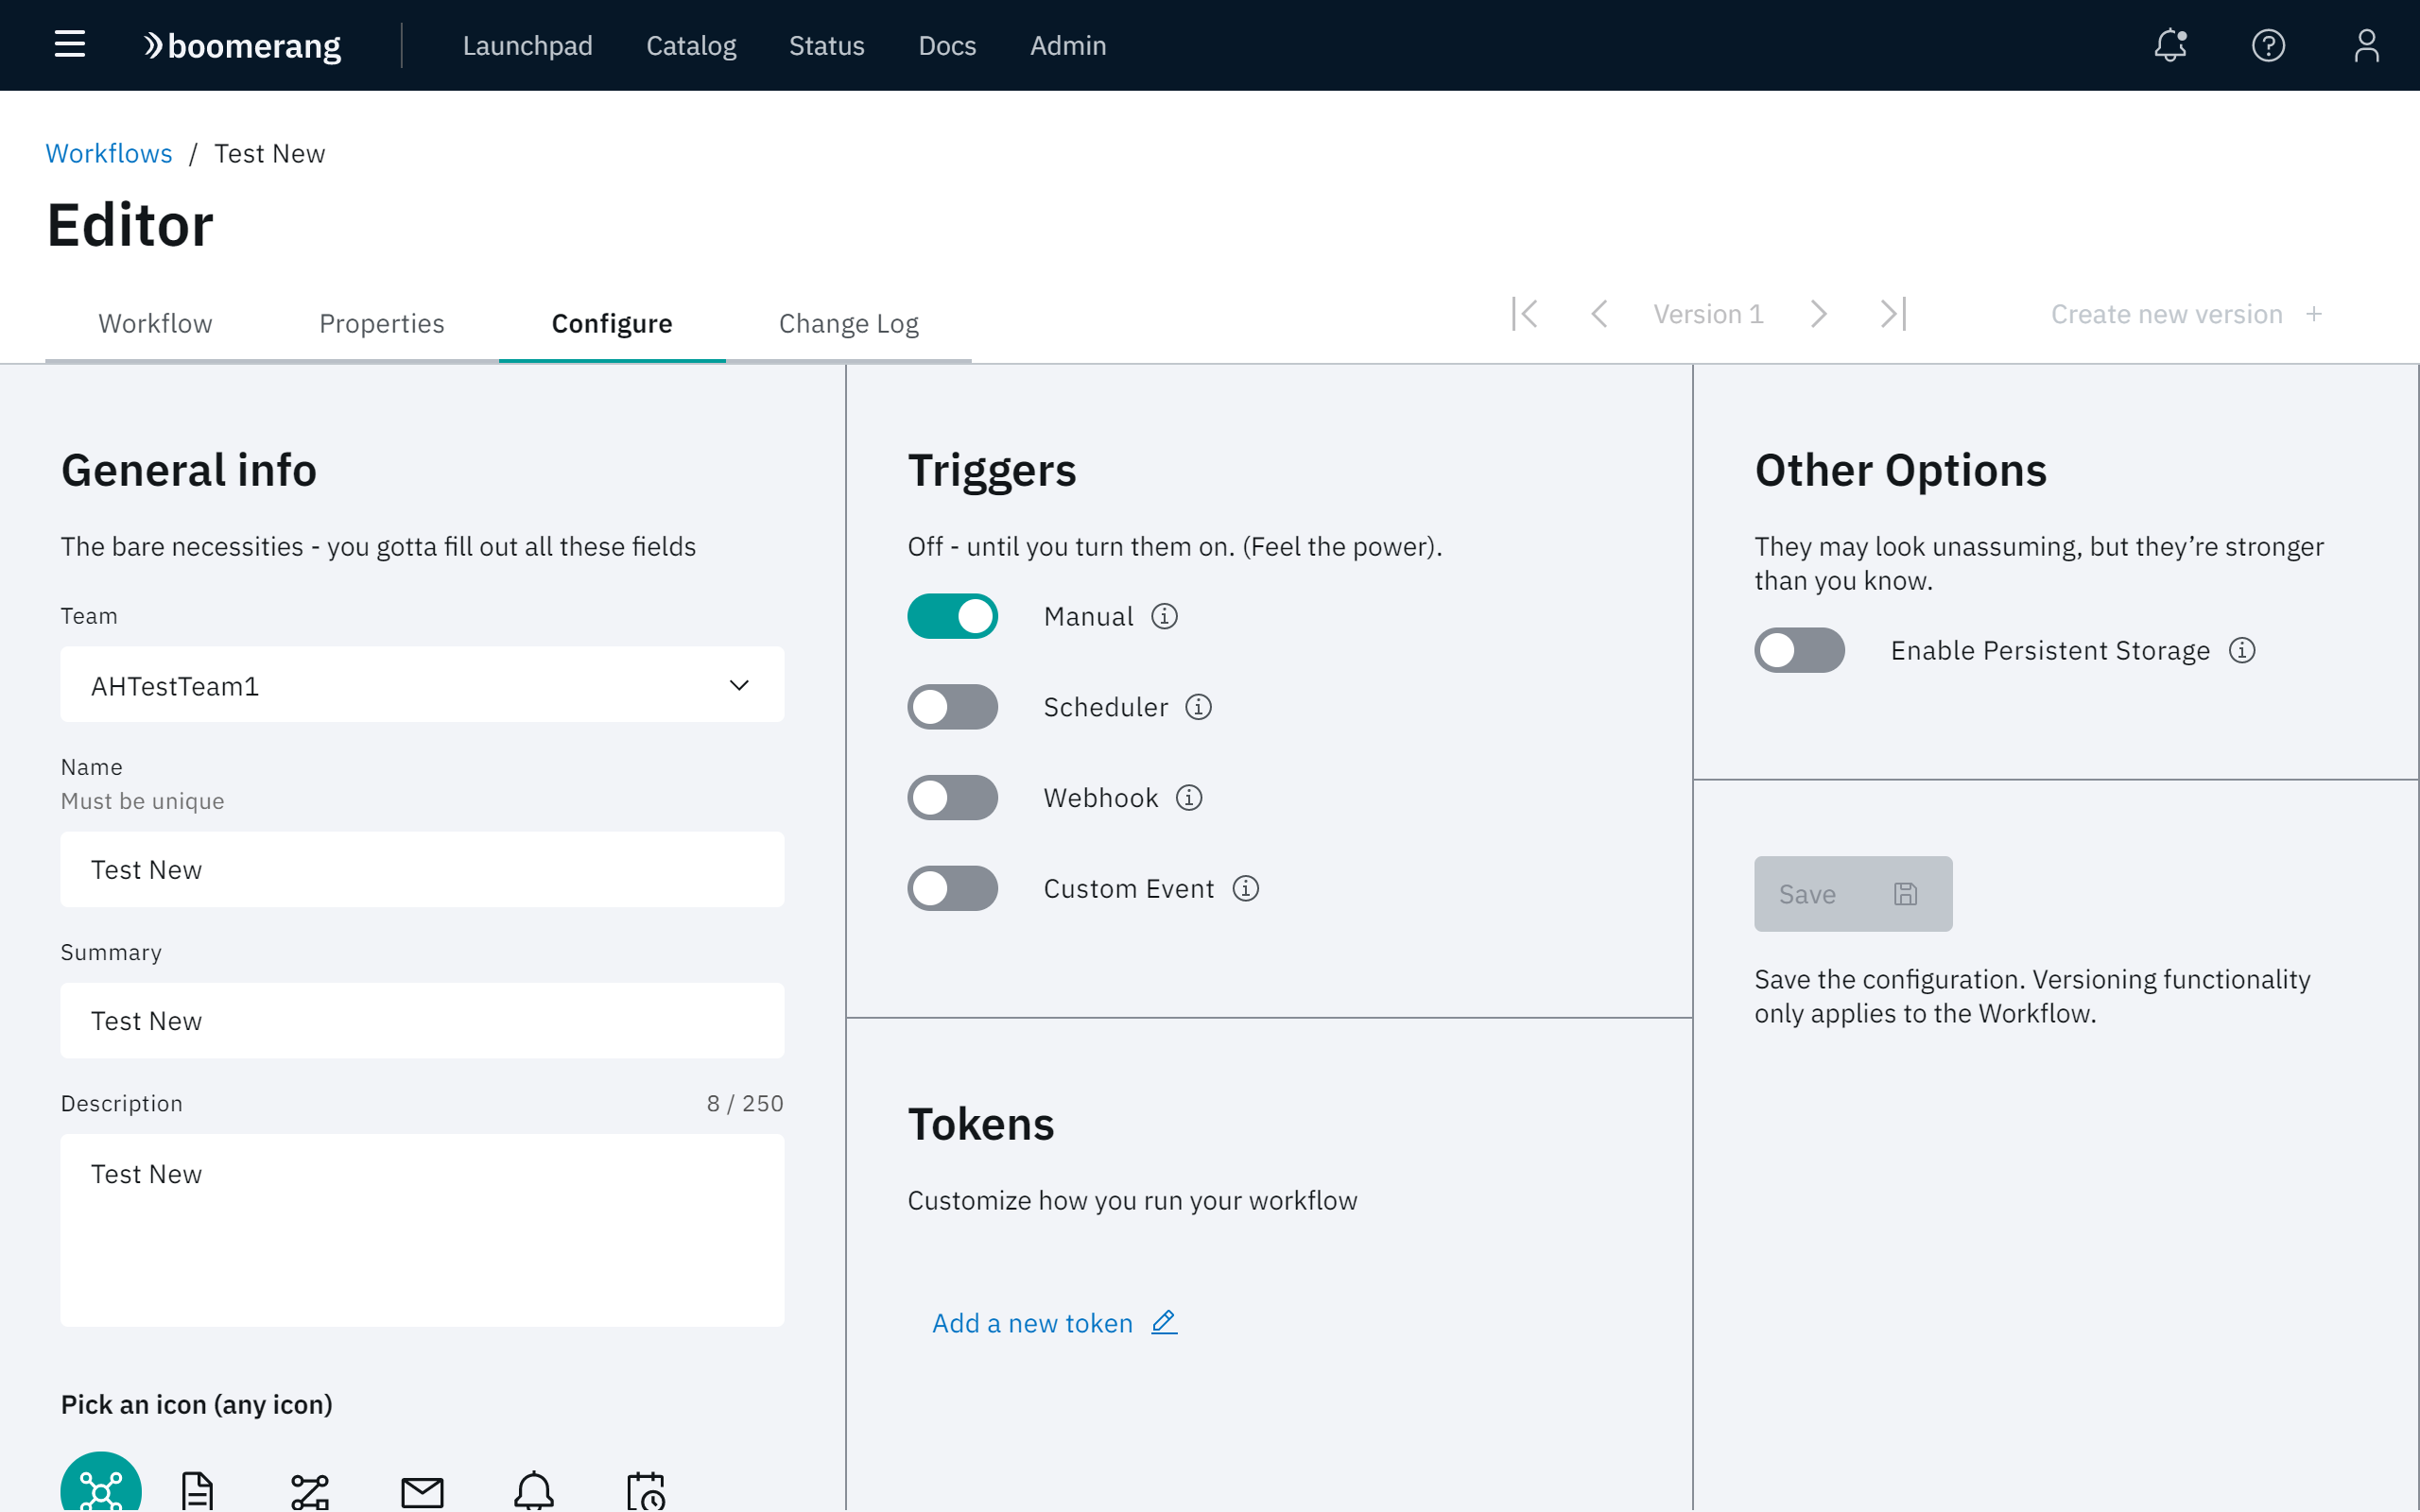 boomerang
Launchpad
Catalog
Status
Docs
Admin
Workflows / Test New
Editor
Workflow
Properties
Configure
Change Log
Version 1
Create new version
General info
The bare necessities - you gotta fill out all these fields
Team
AHTestTeam1
Name
Must be unique
Test New
Summary
Test New
Description
8 / 250
Test New
Pick an icon (any icon)
Triggers
Off - until you turn them on. (Feel the power).
Manual
Scheduler
Webhook
Custom Event
Tokens
Customize how you run your workflow
Add a new token
Other Options
They may look unassuming, but they’re stronger
than you know.
Enable Persistent Storage
Save
Save the configuration. Versioning functionality
only applies to the Workflow.